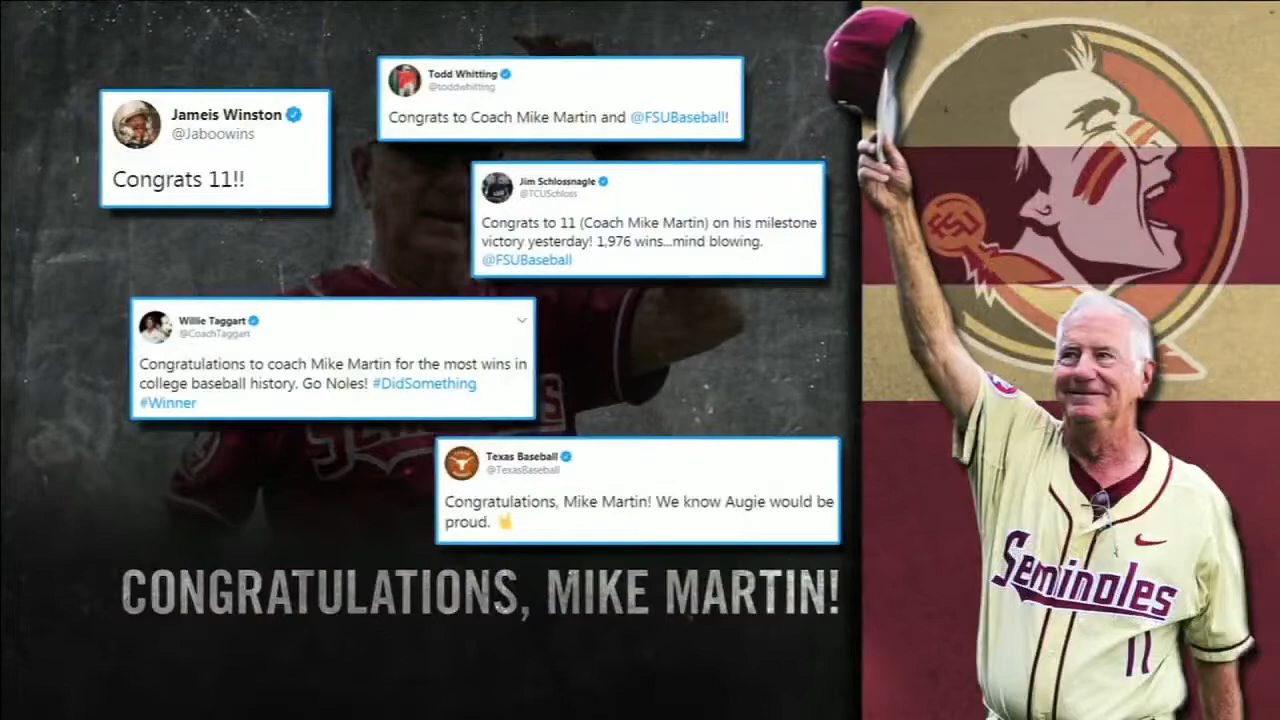 Jameis Winston
@Jaboowins
Congrats 11!!
Todd Whitting
@toddwhitting
Congrats to Coach Mike Martin and @FSUBaseball!
Jim Schlossnagle
@TCUSchloss
Congrats to 11 (Coach Mike Martin) on his milestone
victory yesterday! 1,976 wins...mind blowing.
@FSUBaseball
Willie Taggart
@CoachTaggart
Congratulations to coach Mike Martin for the most wins in
college baseball history. Go Noles! #DidSomething
#Winner
Texas Baseball
@TexasBaseball
Congratulations, Mike Martin! We know Augie would be
proud. 🤘
CONGRATULATIONS, MIKE MARTIN!
FSU
Seminoles
11